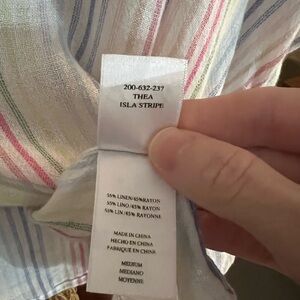 200-632-237
THEA
ISLA STRIPE
55% LINEN/45%RAYON
55% LINO/45% RAYON
55% LIN/45% RAYONNE
MADE IN CHINA
HECHO EN CHINA
FABRIQUÉ EN CHINE
MEDIUM
MEDIANO
MOYENNE